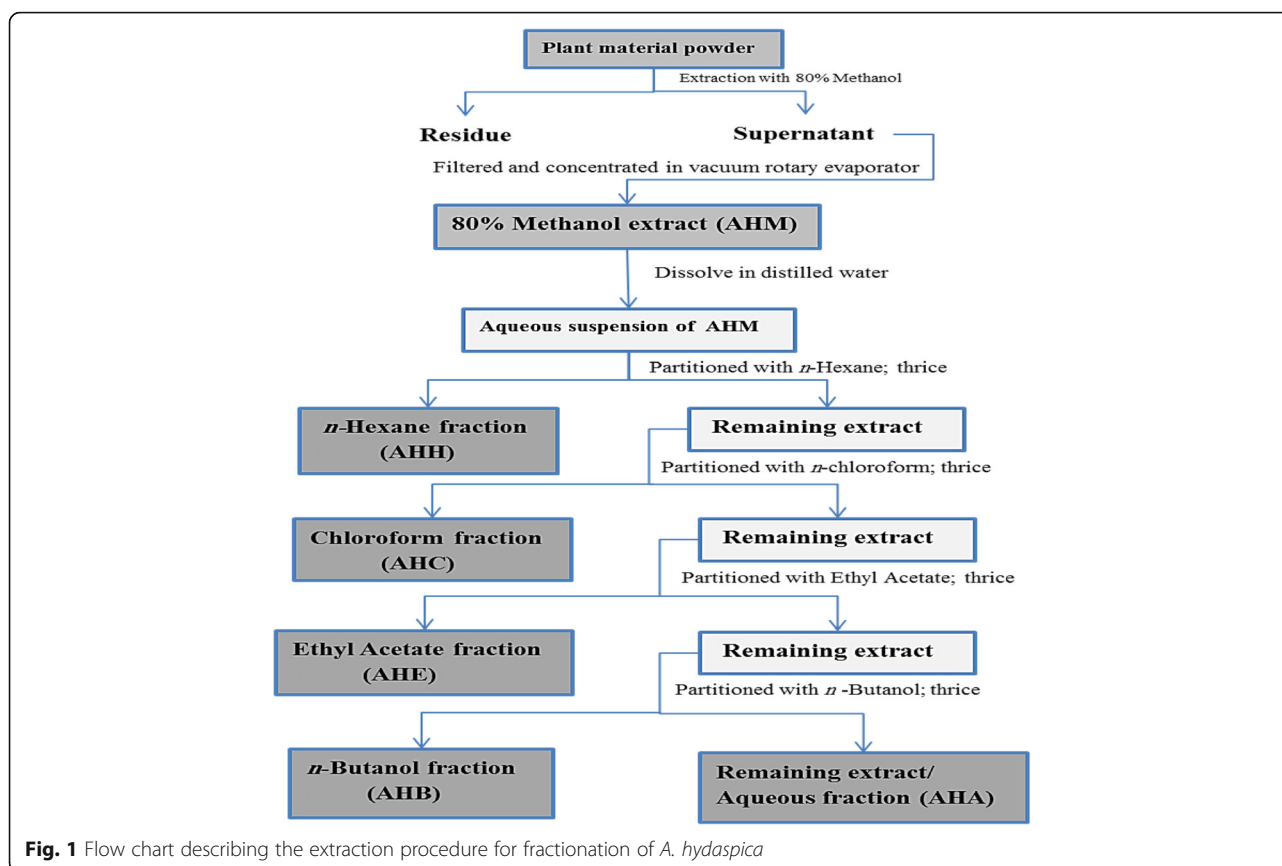 Plant material powder
Extraction with 80% Methanol
Residue
Supernatant
Filtered and concentrated in vacuum rotary evaporator
80% Methanol extract (AHM)
Dissolve in distilled water
Aqueous suspension of AHM
Partitioned with n-Hexane; thrice
n-Hexane fraction
(AHH)
Remaining extract
Partitioned with n-chloroform; thrice
Chloroform fraction
(AHC)
Remaining extract
Partitioned with Ethyl Acetate; thrice
Ethyl Acetate fraction
(AHE)
Remaining extract
Partitioned with n -Butanol; thrice
n-Butanol fraction
(AHB)
Remaining extract/
Aqueous fraction (AHA)
Fig. 1 Flow chart describing the extraction procedure for fractionation of A. hydaspica